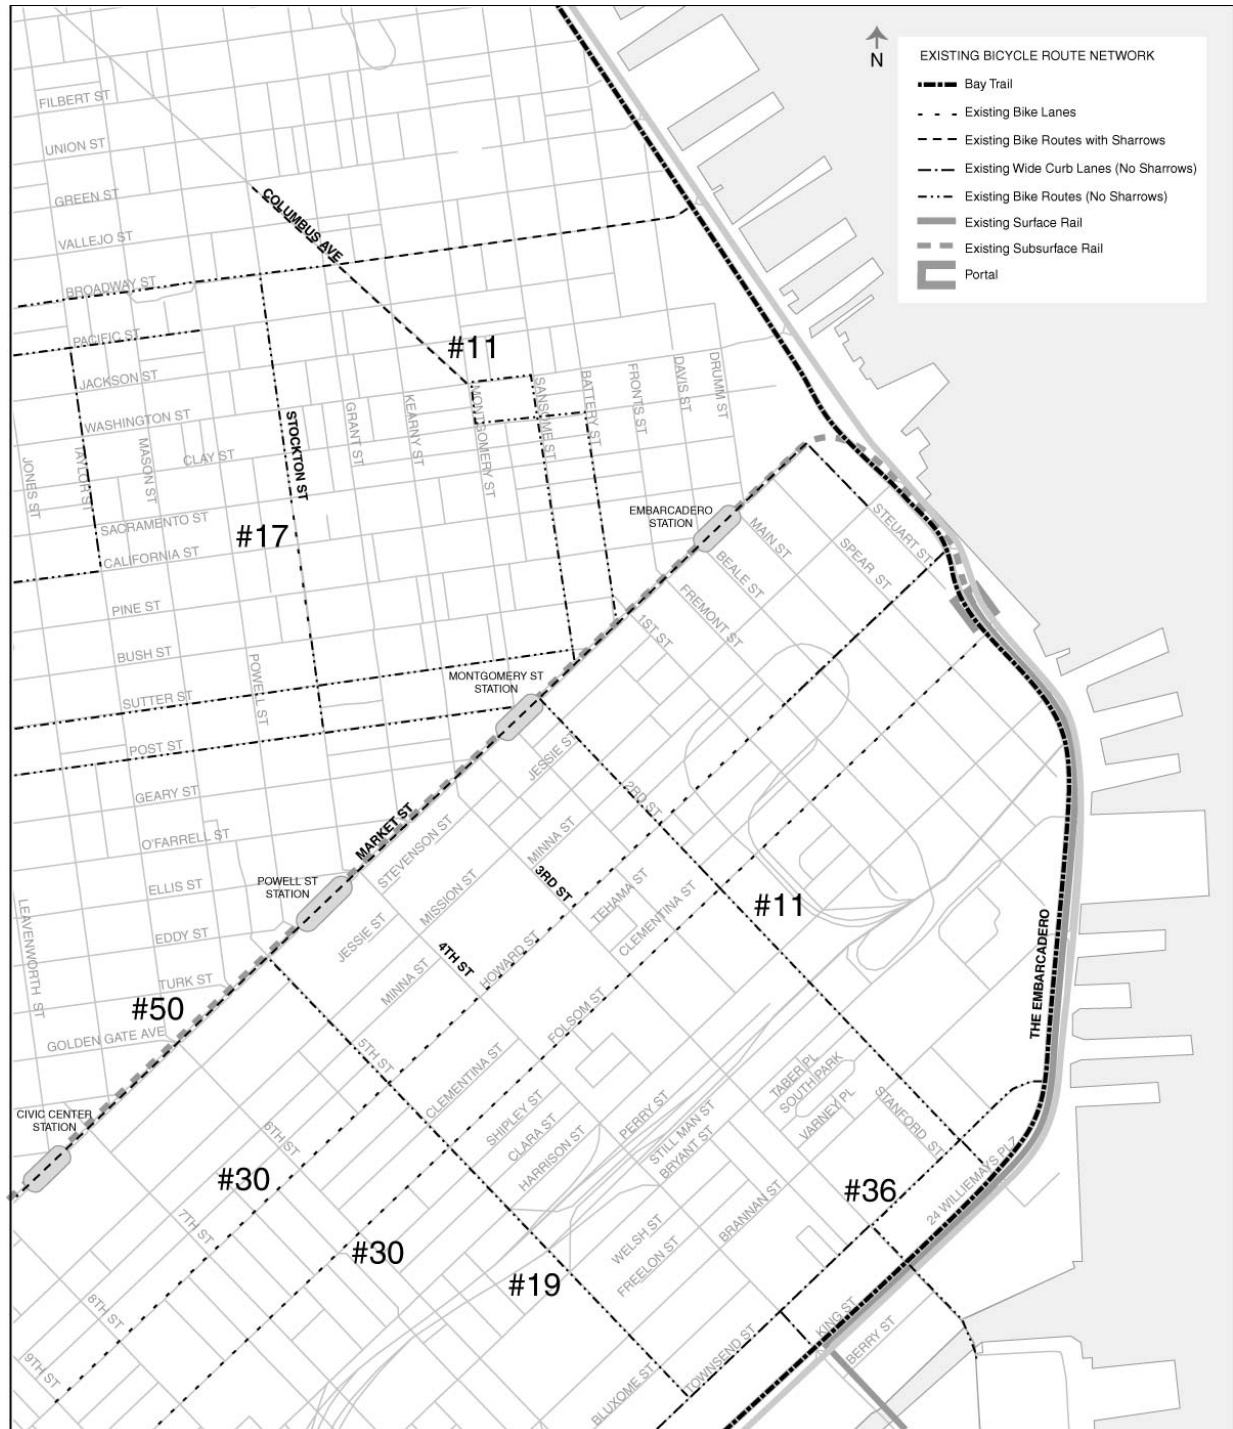 N
EXISTING BICYCLE ROUTE NETWORK
Bay Trail
Existing Bike Lanes
Existing Bike Routes with Sharrows
Existing Wide Curb Lanes (No Sharrows)
Existing Bike Routes (No Sharrows)
Existing Surface Rail
Existing Subsurface Rail
Portal
FILBERT ST
UNION ST
GREEN ST
VALLEJO ST
BROADWAY ST
PACIFIC ST
JACKSON ST
WASHINGTON ST
CLAY ST
SACRAMENTO ST
CALIFORNIA ST
PINE ST
BUSH ST
SUTTER ST
POST ST
GEARY ST
O'FARRELL ST
ELLIS ST
EDDY ST
TURK ST
GOLDEN GATE AVE
COLUMBUS AVE
#11
JONES ST
TAYLOR ST
MASON ST
POWELL ST
STOCKTON ST
GRANT ST
KEARNY ST
MONTGOMERY ST
SANSOME ST
BATTERY ST
FRONTS ST
DAVIS ST
DRUMM ST
LEAVENWORTH ST
#17
EMBARCADERO
STATION
MONTGOMERY ST
STATION
POWELL ST
STATION
CIVIC CENTER
STATION
MARKET ST
#50
STEUART ST
SPEAR ST
MAIN ST
BEALE ST
FREMONT ST
1ST ST
2ND ST
3RD ST
4TH ST
5TH ST
6TH ST
7TH ST
8TH ST
9TH ST
JESSIE ST
STEVENSON ST
MINNA ST
MISSION ST
JESSIE ST
MINNA ST
TEHAMA ST
CLEMENTINA ST
HOWARD ST
FOLSOM ST
CLEMENTINA ST
SHIPLEY ST
CLARA ST
HARRISON ST
PERRY ST
STILL MAN ST
BRYANT ST
TABER PL
SOUTH PARK
VARNEY PL
STANFORD ST
BRANNAN ST
WELSH ST
FREELON ST
BLUXOME ST
TOWNSEND ST
KING ST
BERRY ST
24 WILLIEMAYS PLZ
THE EMBARCADERO
#11
#36
#30
#30
#19